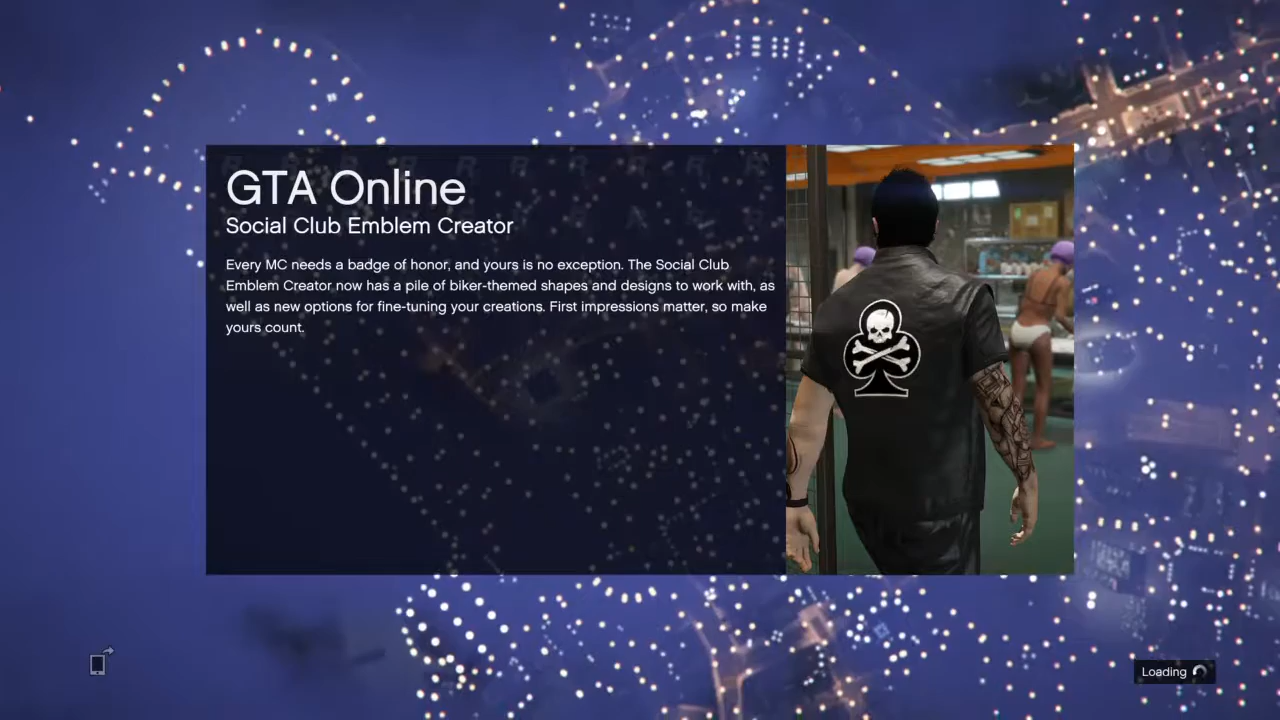 GTA Online
Social Club Emblem Creator
Every MC needs a badge of honor, and yours is no exception. The Social Club
Emblem Creator now has a pile of biker-themed shapes and designs to work with, as
well as new options for fine-tuning your creations. First impressions matter, so make
yours count.
Loading